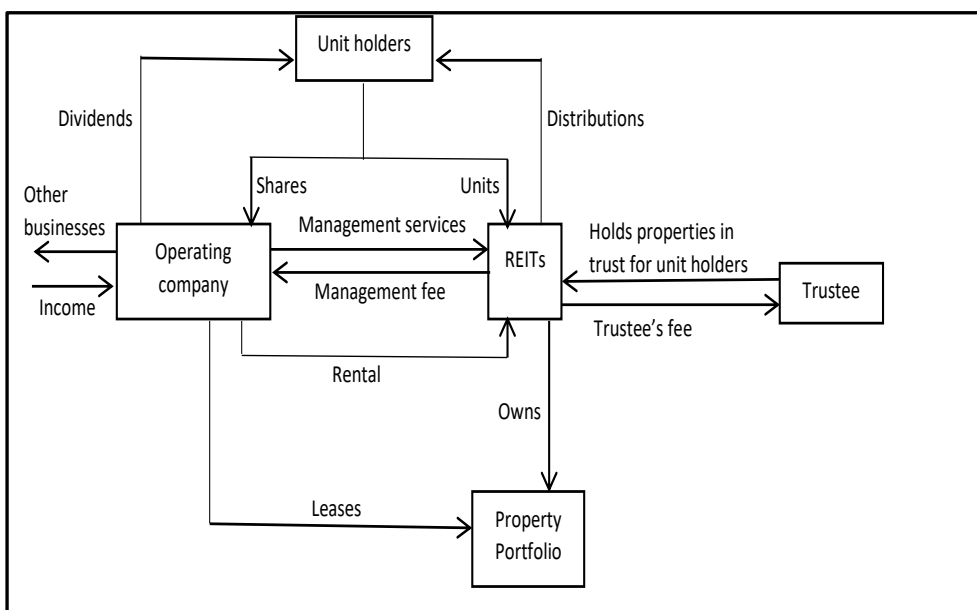 Unit holders
Dividends
Distributions
Shares
Units
Other
businesses
Management services
Operating
company
REITs
Holds properties in
trust for unit holders
Income
Management fee
Trustee
Trustee’s fee
Rental
Owns
Leases
Property
Portfolio